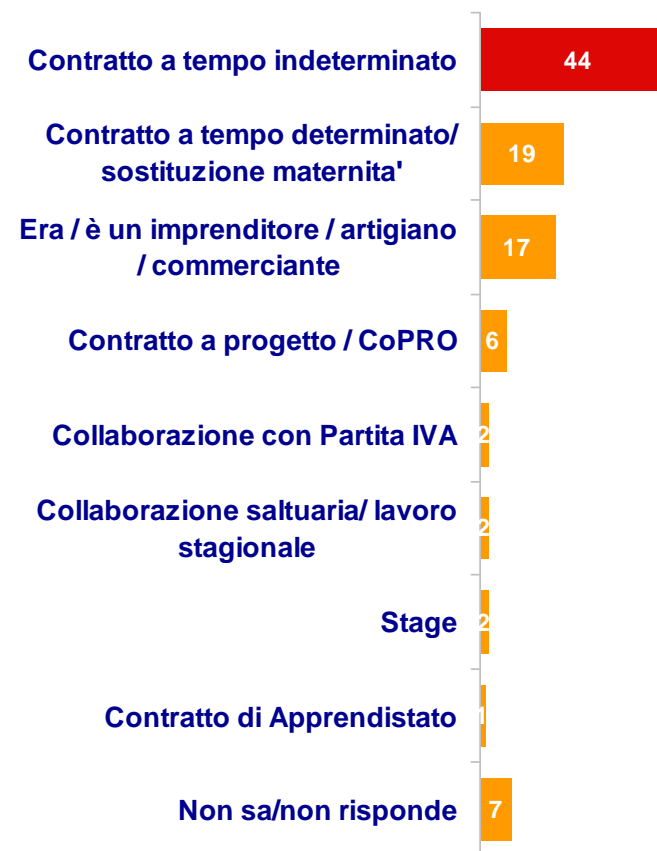 Contratto a tempo indeterminato 44
Contratto a tempo determinato/
sostituzione maternita' 19
Era / è un imprenditore / artigiano
/ commerciante 17
Contratto a progetto / CoPRO 6
Collaborazione con Partita IVA 2
Collaborazione saltuaria/ lavoro
stagionale 2
Stage 2
Contratto di Apprendistato 1
Non sa/non risponde 7